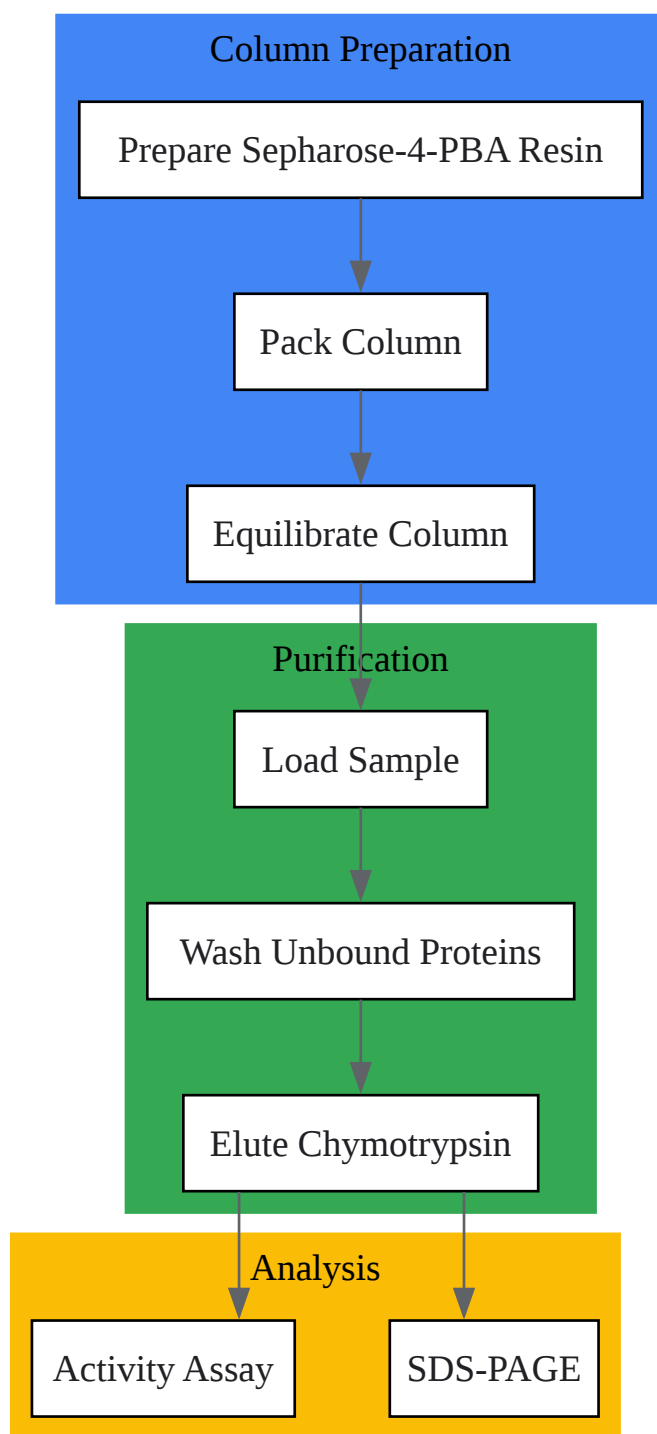 Column Preparation
Prepare Sepharose-4-PBA Resin
Pack Column
Equilibrate Column
Purification
Load Sample
Wash Unbound Proteins
Elute Chymotrypsin
Analysis
Activity Assay
SDS-PAGE